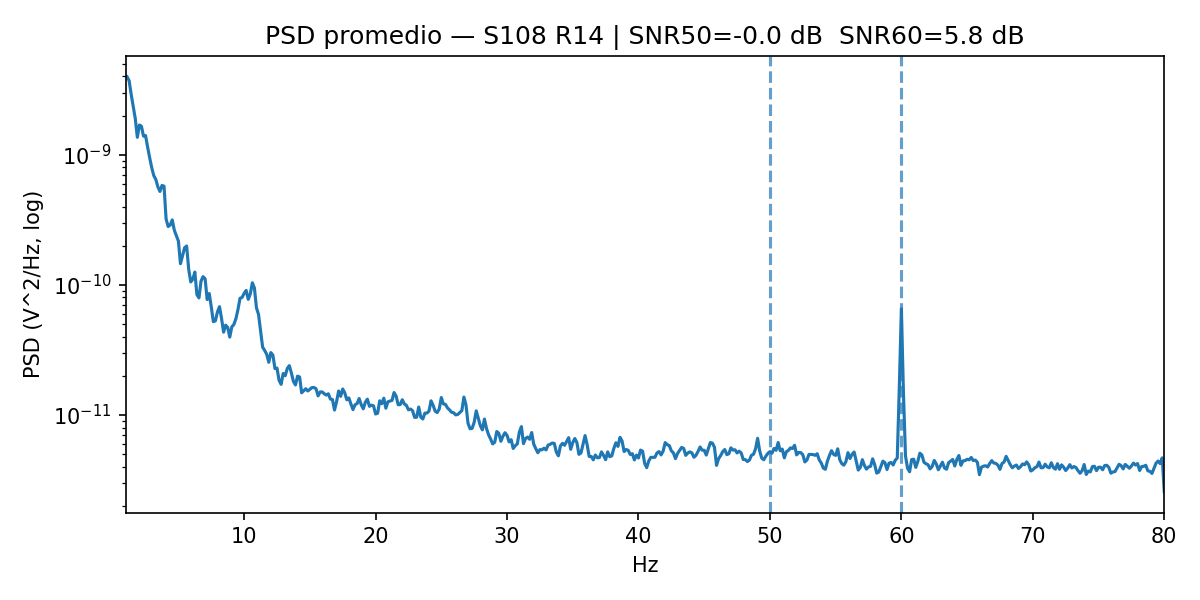 PSD promedio — S108 R14 | SNR50=-0.0 dB  SNR60=5.8 dB
PSD (V^2/Hz, log)
10⁻⁹
10⁻¹⁰
10⁻¹¹
10 20 30 40 50 60 70 80
Hz